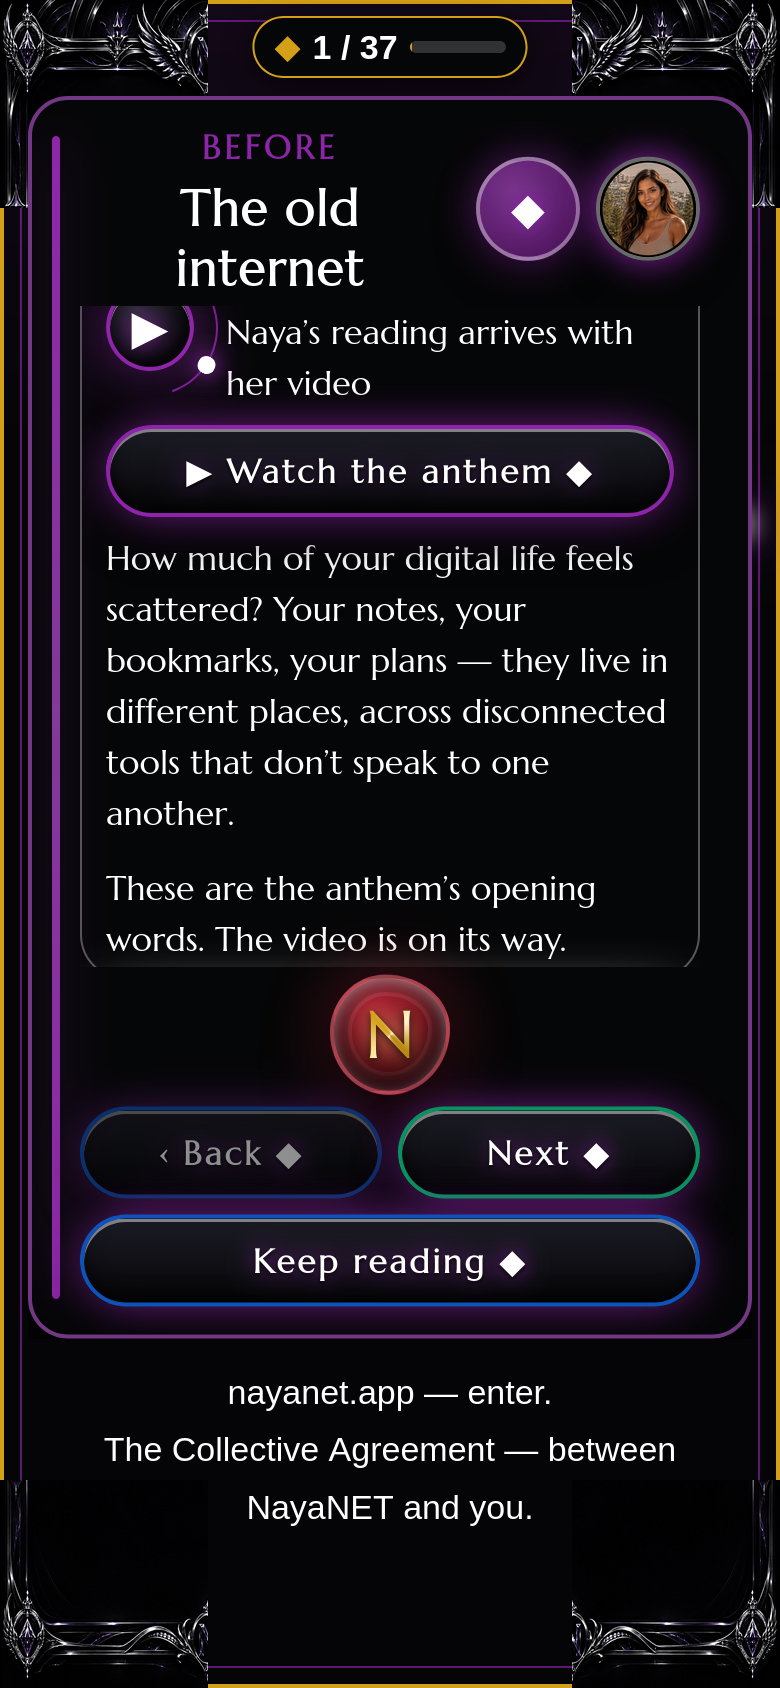 ◆ 1 / 37
BEFORE
The old
internet
◆
▶
Naya’s reading arrives with
her video
▶ Watch the anthem ◆
How much of your digital life feels
scattered? Your notes, your
bookmarks, your plans — they live in
different places, across disconnected
tools that don’t speak to one
another.
These are the anthem’s opening
words. The video is on its way.
N
‹ Back ◆
Next ◆
Keep reading ◆
nayanet.app — enter.
The Collective Agreement — between
NayaNET and you.